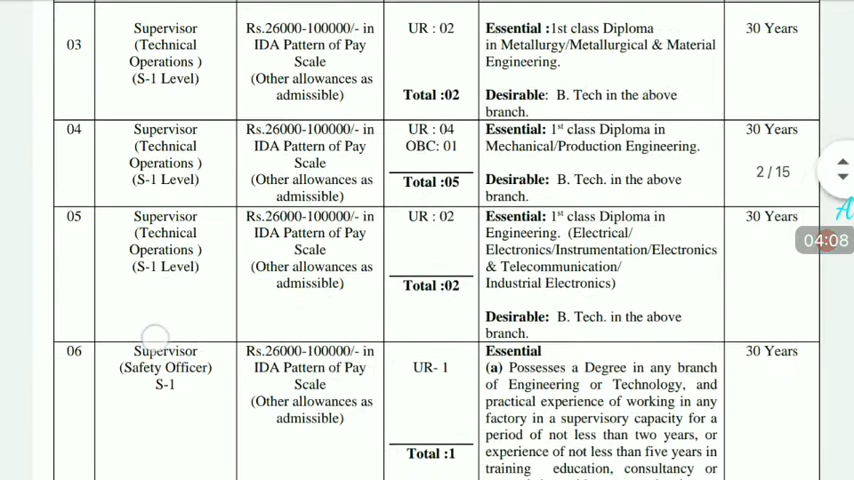 03
Supervisor
(Technical
Operations )
(S-1 Level)
Rs.26000-100000/- in
IDA Pattern of Pay
Scale
(Other allowances as
admissible)
UR : 02
Total :02
Essential :1st class Diploma
in Metallurgy/Metallurgical & Material
Engineering.
Desirable: B. Tech in the above
branch.
30 Years
04
Supervisor
(Technical
Operations )
(S-1 Level)
Rs.26000-100000/- in
IDA Pattern of Pay
Scale
(Other allowances as
admissible)
UR : 04
OBC: 01
Total :05
Essential: 1st class Diploma in
Mechanical/Production Engineering.
Desirable: B. Tech. in the above
branch.
30 Years
2 / 15
05
Supervisor
(Technical
Operations )
(S-1 Level)
Rs.26000-100000/- in
IDA Pattern of Pay
Scale
(Other allowances as
admissible)
UR : 02
Total :02
Essential: 1st class Diploma in
Engineering. (Electrical/
Electronics/Instrumentation/Electronics
& Telecommunication/
Industrial Electronics)
Desirable: B. Tech. in the above
branch.
30 Years
04:08
06
Supervisor
(Safety Officer)
S-1
Rs.26000-100000/- in
IDA Pattern of Pay
Scale
(Other allowances as
admissible)
UR- 1
Total :1
Essential
(a) Possesses a Degree in any branch
of Engineering or Technology, and
practical experience of working in any
factory in a supervisory capacity for a
period of not less than two years, or
experience of not less than five years in
training education, consultancy or
30 Years